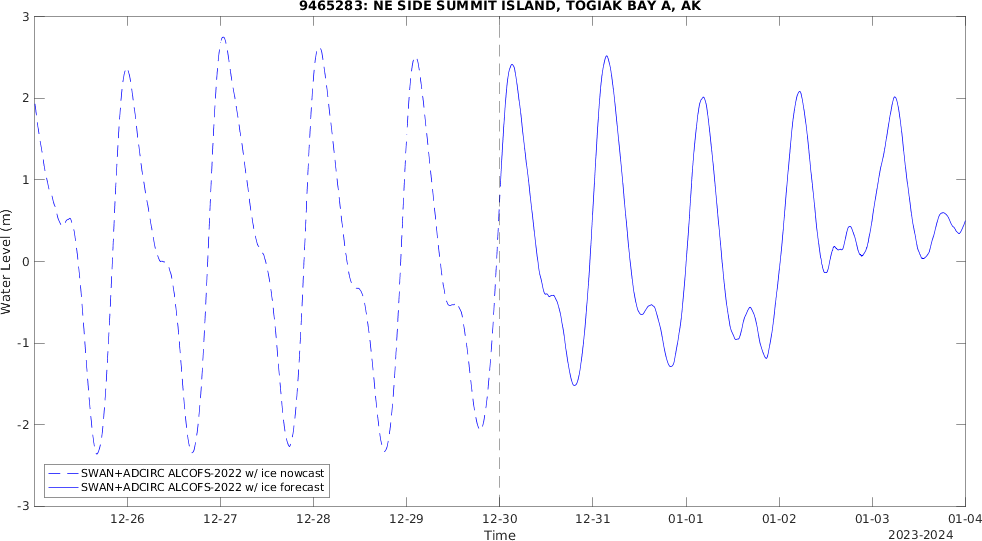 9465283: NE SIDE SUMMIT ISLAND, TOGIAK BAY A, AK
3
2
1
0
-1
-2
-3
Water Level (m)
SWAN+ADCIRC ALCOFS-2022 w/ ice nowcast
SWAN+ADCIRC ALCOFS-2022 w/ ice forecast
12-26 12-27 12-28 12-29 12-30 12-31 01-01 01-02 01-03 01-04
Time
2023-2024